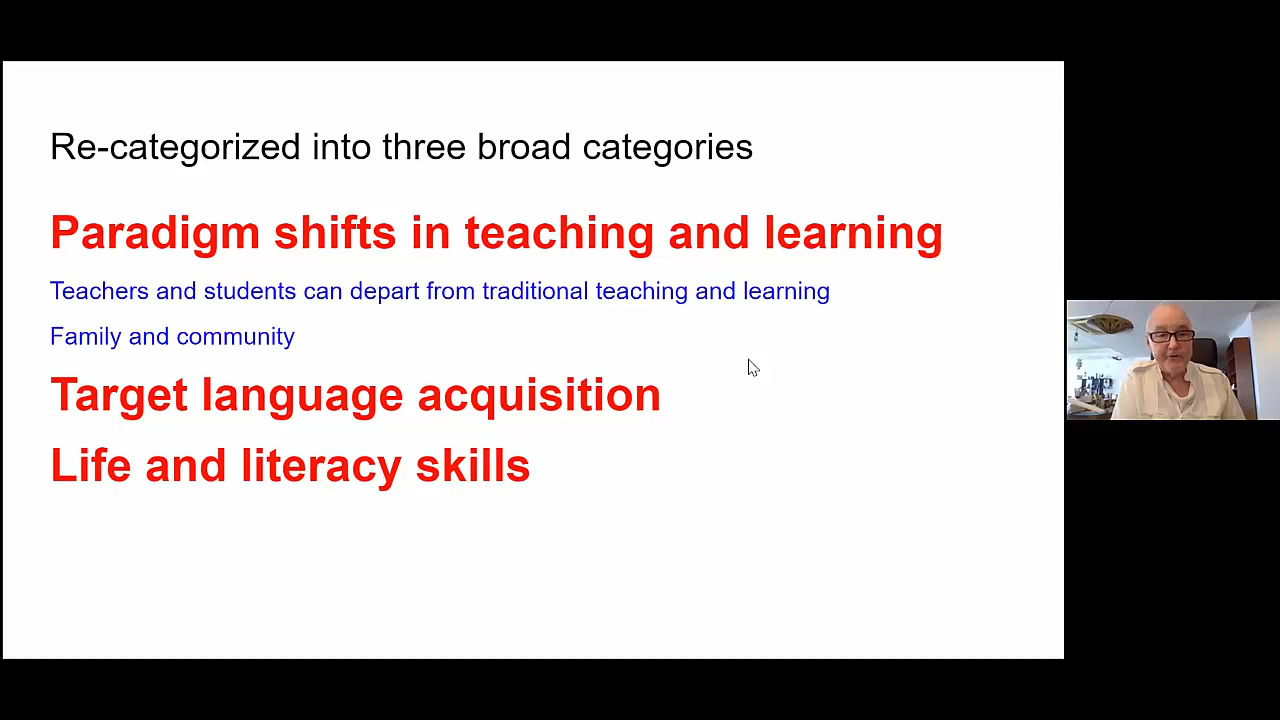 Re-categorized into three broad categories
Paradigm shifts in teaching and learning
Teachers and students can depart from traditional teaching and learning
Family and community
Target language acquisition
Life and literacy skills